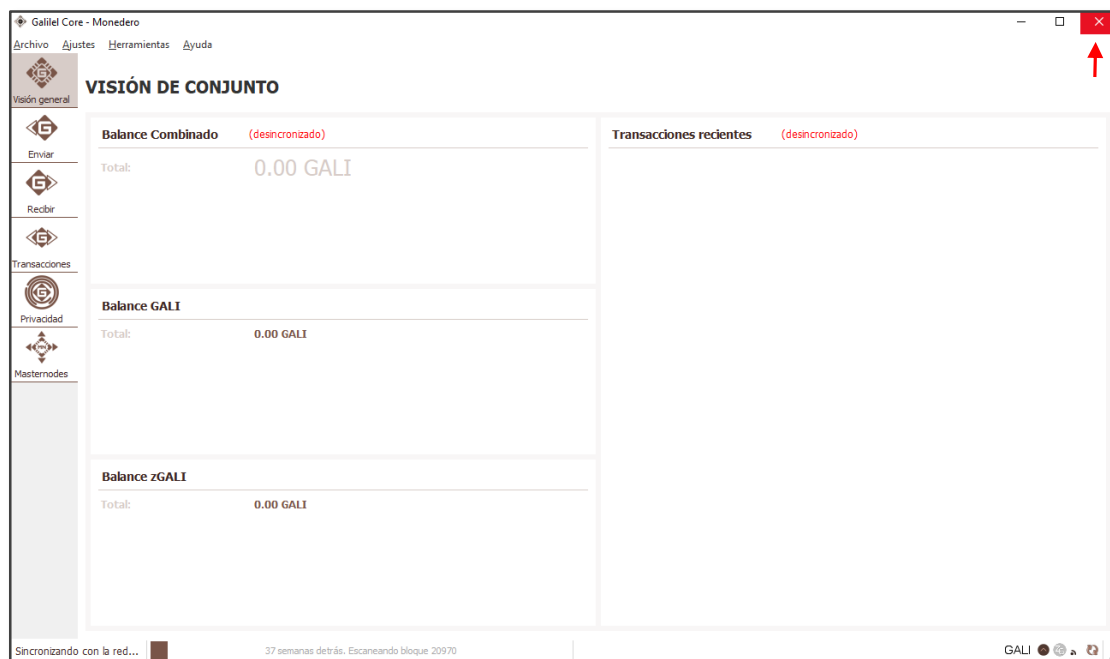 Galilel Core - Monedero
Archivo Ajustes Herramientas Ayuda
Visión general
Enviar
Recibir
Transacciones
Privacidad
Masternodes
VISIÓN DE CONJUNTO
Balance Combinado (desincronizado)
Total: 0.00 GALI
Balance GALI
Total: 0.00 GALI
Balance zGALI
Total: 0.00 GALI
Transacciones recientes (desincronizado)
Sincronizando con la red... 37 semanas detrás. Escaneando bloque 20970 GALI